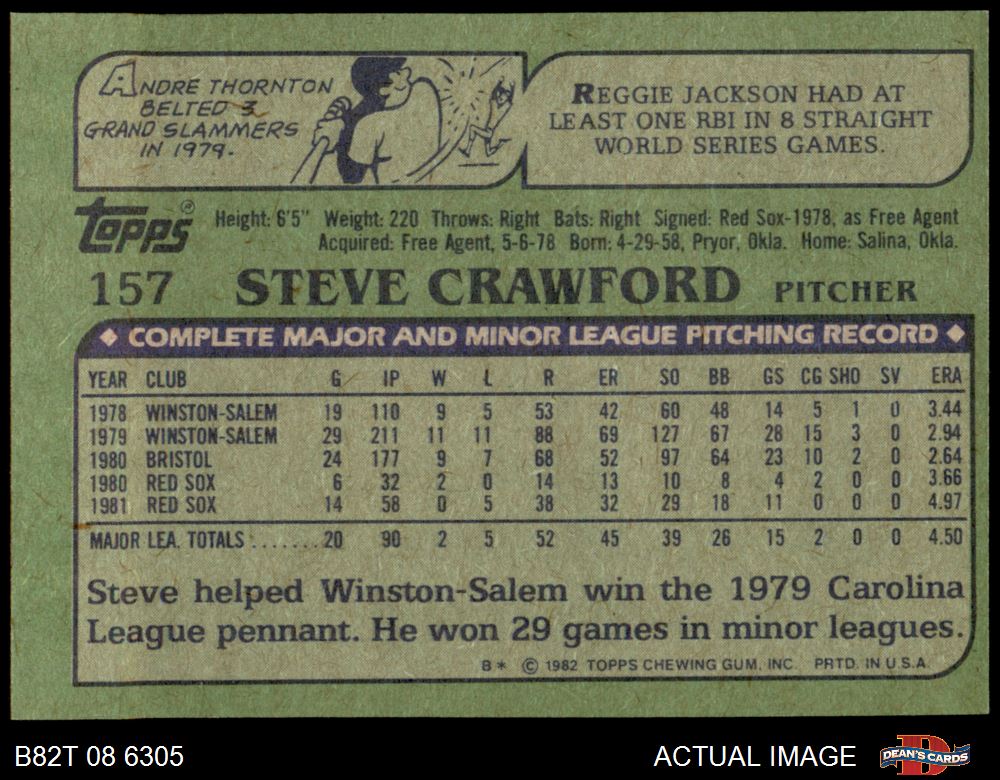 ANDRE THORNTON
BELTED 3
GRAND SLAMMERS
IN 1979.
REGGIE JACKSON HAD AT
LEAST ONE RBI IN 8 STRAIGHT
WORLD SERIES GAMES.
Topps®
Height: 6'5" Weight: 220 Throws: Right Bats: Right Signed: Red Sox-1978, as Free Agent
Acquired: Free Agent, 5-6-78 Born: 4-29-58, Pryor, Okla. Home: Salina, Okla.
157 STEVE CRAWFORD PITCHER
◆ COMPLETE MAJOR AND MINOR LEAGUE PITCHING RECORD ◆
YEAR CLUB G IP W L R ER SO BB GS CG SHO SV ERA
1978 WINSTON-SALEM 19 110 9 5 53 42 60 48 14 5 1 0 3.44
1979 WINSTON-SALEM 29 211 11 11 88 69 127 67 28 15 3 0 2.94
1980 BRISTOL 24 177 9 7 68 52 97 64 23 10 2 0 2.64
1980 RED SOX 6 32 2 0 14 13 10 8 4 2 0 0 3.66
1981 RED SOX 14 58 0 5 38 32 29 18 11 0 0 0 4.97
MAJOR LEA. TOTALS ....... 20 90 2 5 52 45 39 26 15 2 0 0 4.50
Steve helped Winston-Salem win the 1979 Carolina
League pennant. He won 29 games in minor leagues.
B* © 1982 TOPPS CHEWING GUM, INC. PRTD. IN U.S.A.
B82T 08 6305 ACTUAL IMAGE DEAN'S CARDS